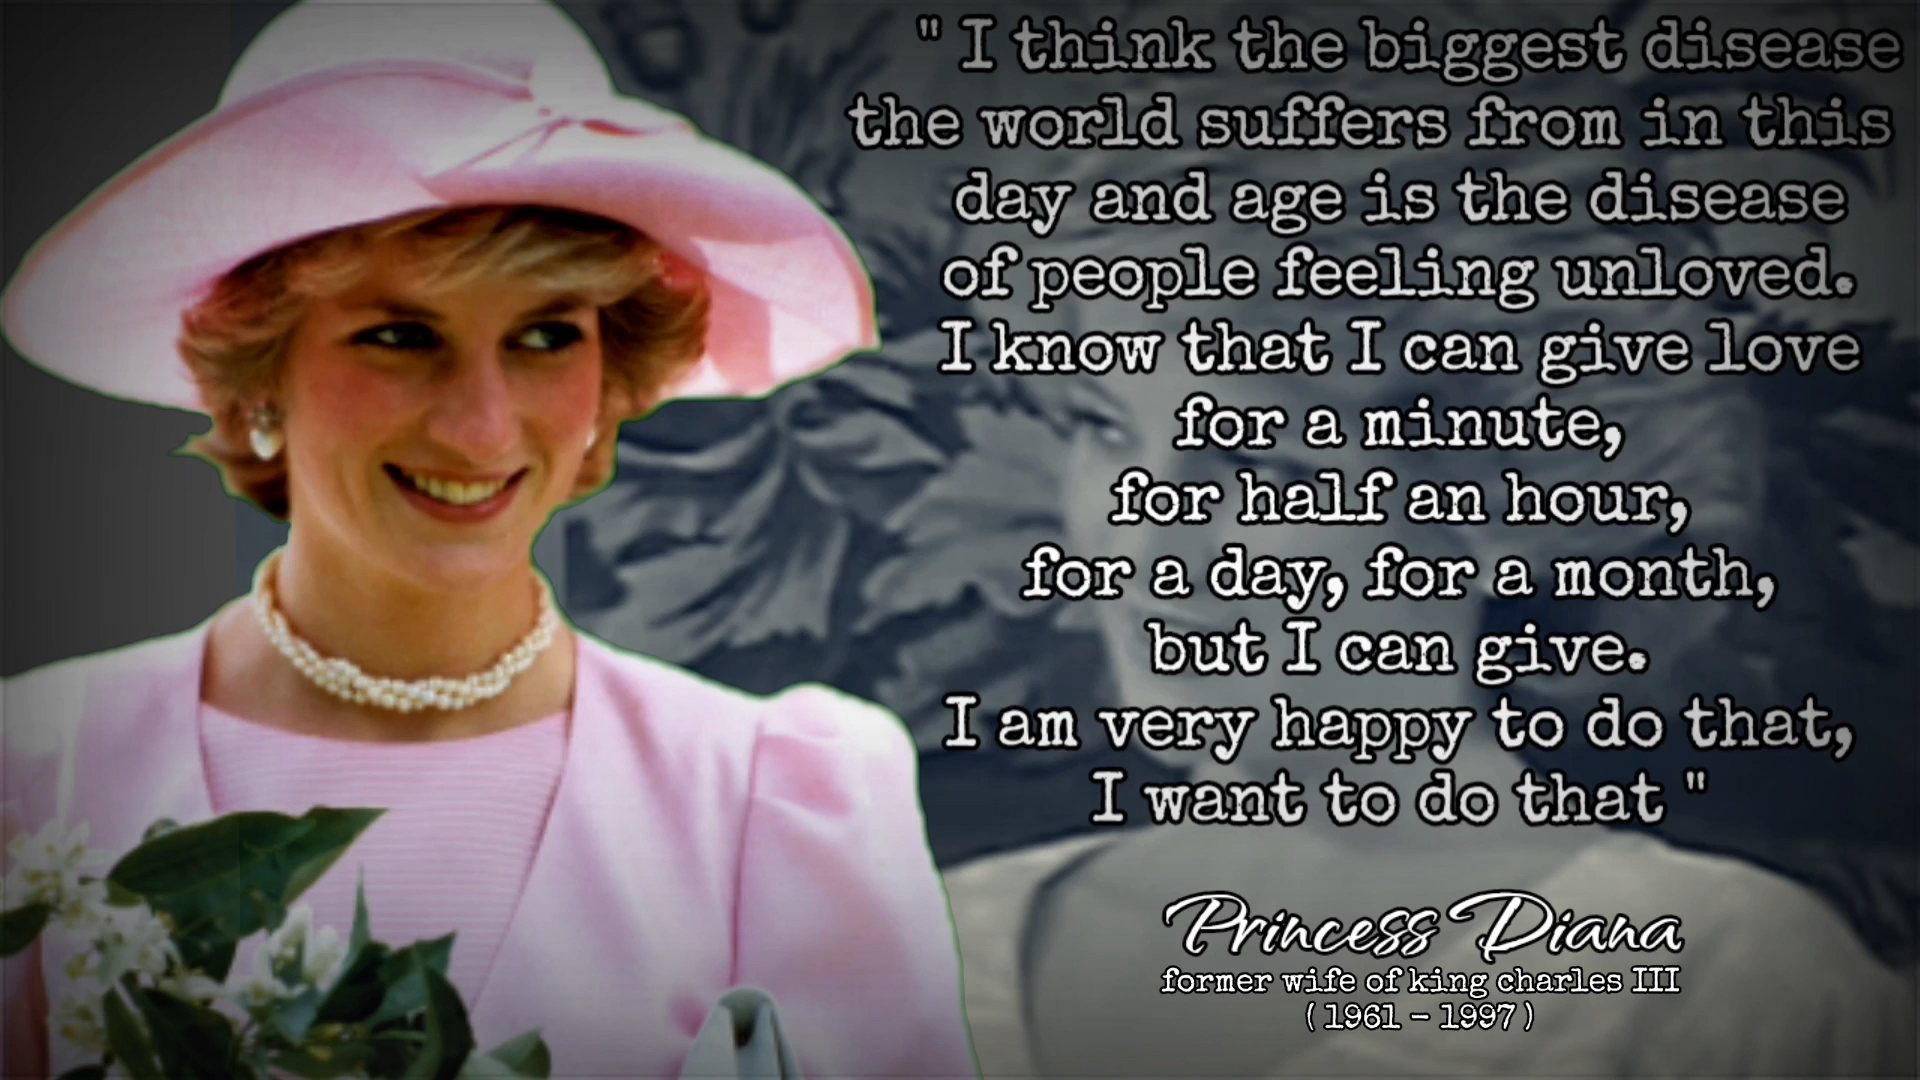 " I think the biggest disease
the world suffers from in this
day and age is the disease
of people feeling unloved.
I know that I can give love
for a minute,
for half an hour,
for a day, for a month,
but I can give.
I am very happy to do that,
I want to do that "
Princess Diana
former wife of king charles III
( 1961 - 1997 )